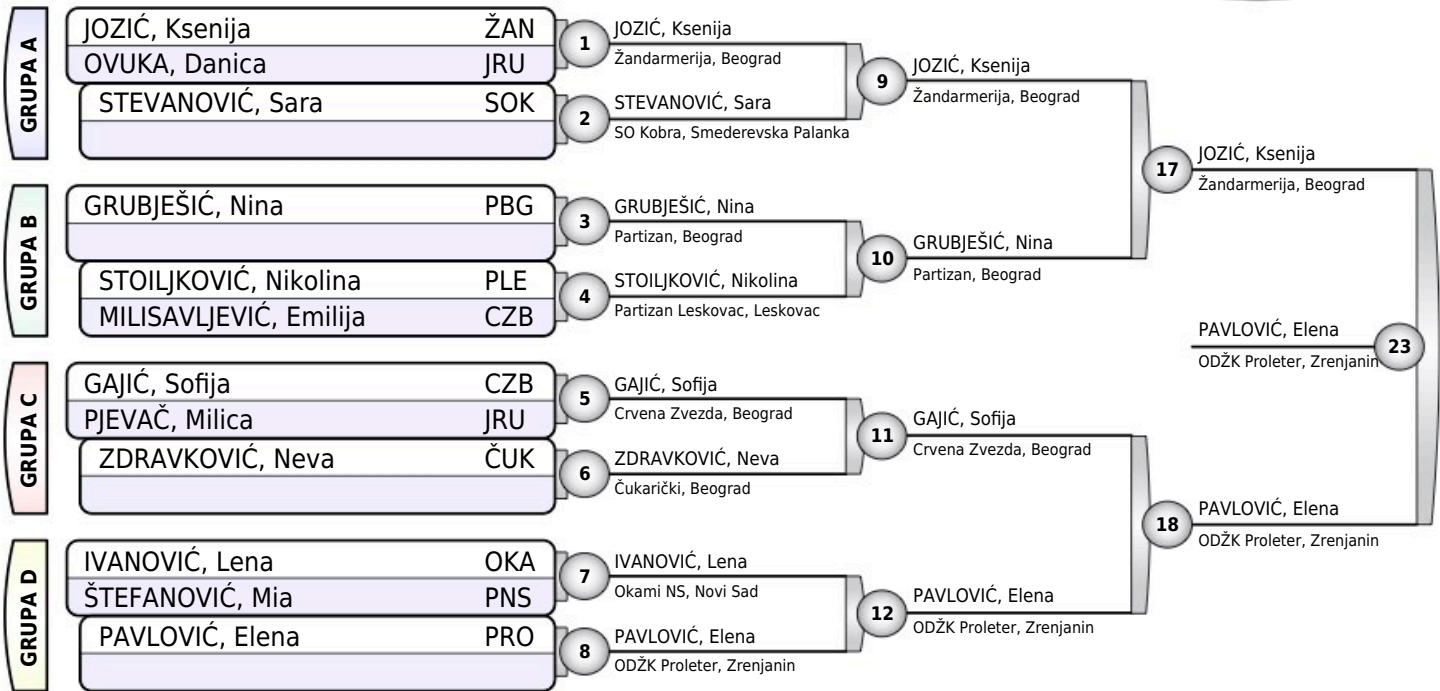 GRUPA A
JOZIĆ, Ksenija ŽAN
OVUKA, Danica JRU
STEVANOVIĆ, Sara SOK
1
JOZIĆ, Ksenija
Žandarmerija, Beograd
2
STEVANOVIĆ, Sara
SO Kobra, Smederevska Palanka
9
JOZIĆ, Ksenija
Žandarmerija, Beograd
GRUPA B
GRUBJEŠIĆ, Nina PBG
STOILJKOVIĆ, Nikolina PLE
MILISAVLJEVIĆ, Emilija CZB
3
GRUBJEŠIĆ, Nina
Partizan, Beograd
4
STOILJKOVIĆ, Nikolina
Partizan Leskovac, Leskovac
10
GRUBJEŠIĆ, Nina
Partizan, Beograd
17
JOZIĆ, Ksenija
Žandarmerija, Beograd
GRUPA C
GAJIĆ, Sofija CZB
PJEVAČ, Milica JRU
ZDRAVKOVIĆ, Neva ČUK
5
GAJIĆ, Sofija
Crvena Zvezda, Beograd
6
ZDRAVKOVIĆ, Neva
Čukarički, Beograd
11
GAJIĆ, Sofija
Crvena Zvezda, Beograd
GRUPA D
IVANOVIĆ, Lena OKA
ŠTEFANOVIĆ, Mia PNS
PAVLOVIĆ, Elena PRO
7
IVANOVIĆ, Lena
Okami NS, Novi Sad
8
PAVLOVIĆ, Elena
ODŽK Proleter, Zrenjanin
12
PAVLOVIĆ, Elena
ODŽK Proleter, Zrenjanin
18
PAVLOVIĆ, Elena
ODŽK Proleter, Zrenjanin
PAVLOVIĆ, Elena
ODŽK Proleter, Zrenjanin
23